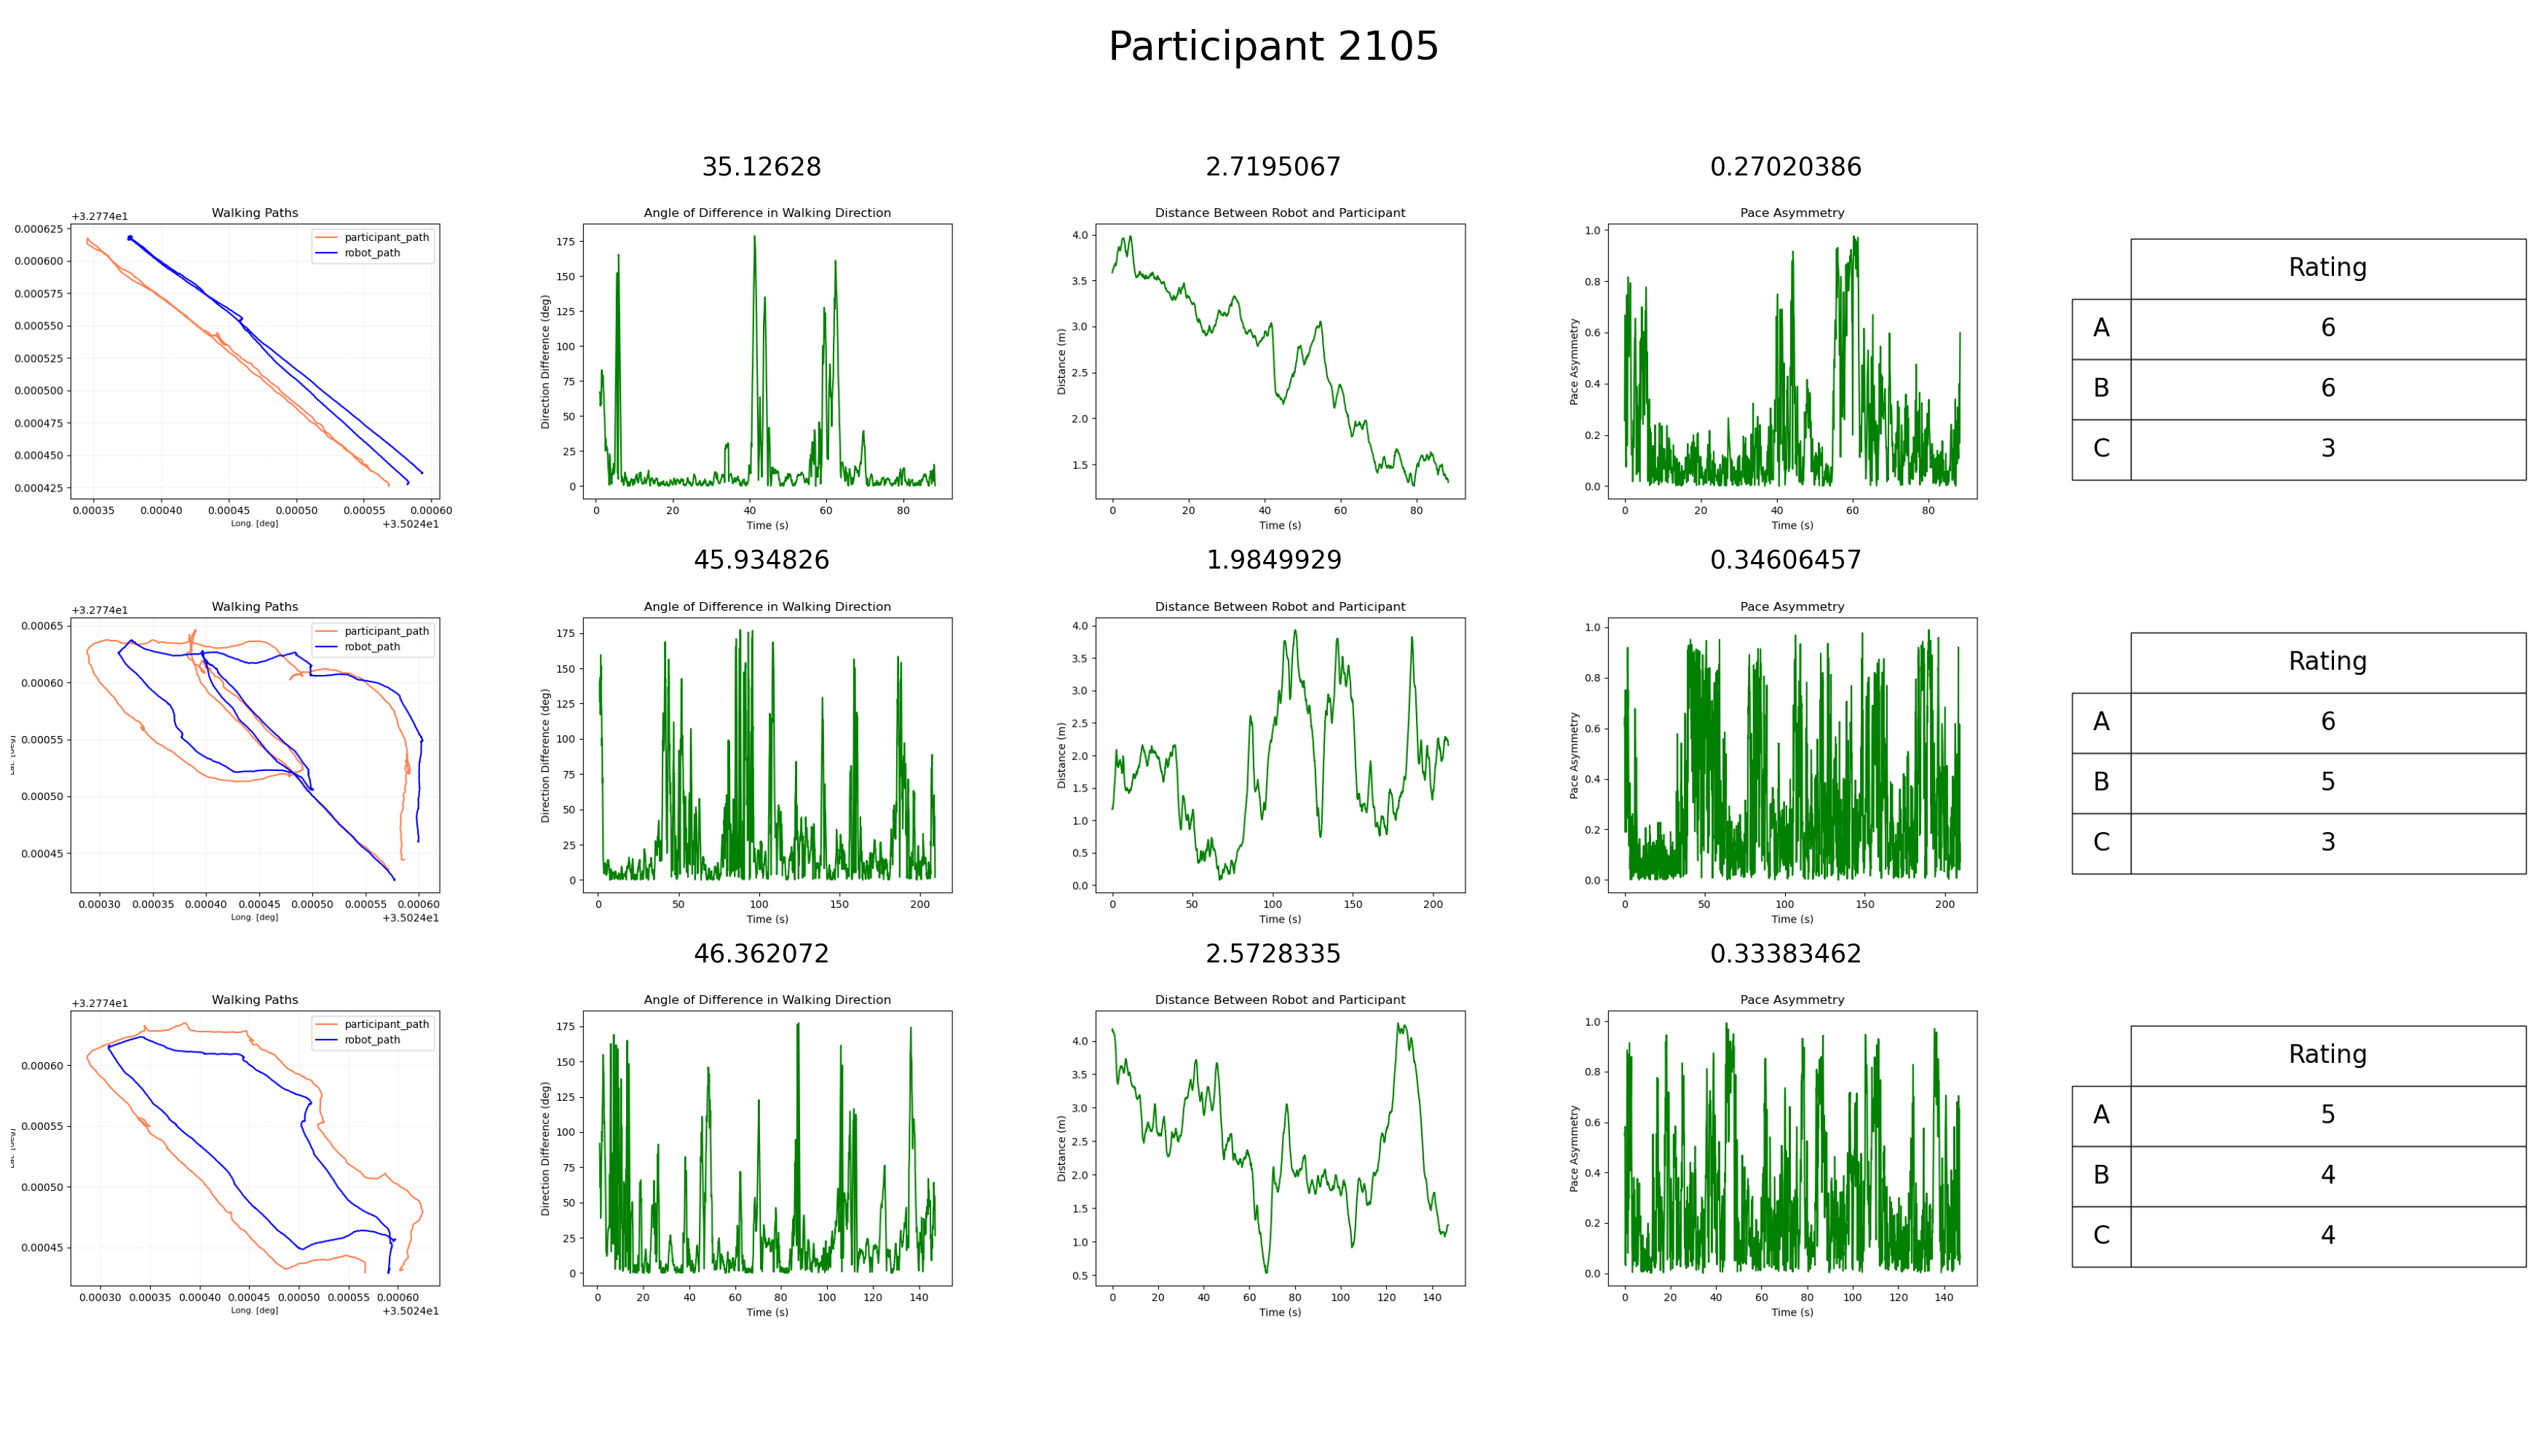 Participant 2105
35.12628
2.7195067
0.27020386
Walking Paths
+3.2774e1
participant_path
robot_path
0.000625
0.000600
0.000575
0.000550
0.000525
0.000500
0.000475
0.000450
0.000425
0.00035 0.00040 0.00045 0.00050 0.00055 0.00060
Long. [deg]
+3.5024e1
Angle of Difference in Walking Direction
Direction Difference (deg)
175
150
125
100
75
50
25
0
0 20 40 60 80
Time (s)
Distance Between Robot and Participant
Distance (m)
4.0
3.5
3.0
2.5
2.0
1.5
0 20 40 60 80
Time (s)
Pace Asymmetry
Pace Asymmetry
1.0
0.8
0.6
0.4
0.2
0.0
0 20 40 60 80
Time (s)
Rating
A 6
B 6
C 3
45.934826
1.9849929
0.34606457
Walking Paths
+3.2774e1
participant_path
robot_path
0.00065
0.00060
0.00055
0.00050
0.00045
0.00030 0.00035 0.00040 0.00045 0.00050 0.00055 0.00060
Long. [deg]
+3.5024e1
Angle of Difference in Walking Direction
Direction Difference (deg)
175
150
125
100
75
50
25
0
0 50 100 150 200
Time (s)
Distance Between Robot and Participant
Distance (m)
4.0
3.5
3.0
2.5
2.0
1.5
1.0
0.5
0.0
0 50 100 150 200
Time (s)
Pace Asymmetry
Pace Asymmetry
1.0
0.8
0.6
0.4
0.2
0.0
0 50 100 150 200
Time (s)
Rating
A 6
B 5
C 3
46.362072
2.5728335
0.33383462
Walking Paths
+3.2774e1
participant_path
robot_path
0.00060
0.00055
0.00050
0.00045
0.00030 0.00035 0.00040 0.00045 0.00050 0.00055 0.00060
Long. [deg]
+3.5024e1
Angle of Difference in Walking Direction
Direction Difference (deg)
175
150
125
100
75
50
25
0
0 20 40 60 80 100 120 140
Time (s)
Distance Between Robot and Participant
Distance (m)
4.0
3.5
3.0
2.5
2.0
1.5
1.0
0.5
0 20 40 60 80 100 120 140
Time (s)
Pace Asymmetry
Pace Asymmetry
1.0
0.8
0.6
0.4
0.2
0.0
0 20 40 60 80 100 120 140
Time (s)
Rating
A 5
B 4
C 4